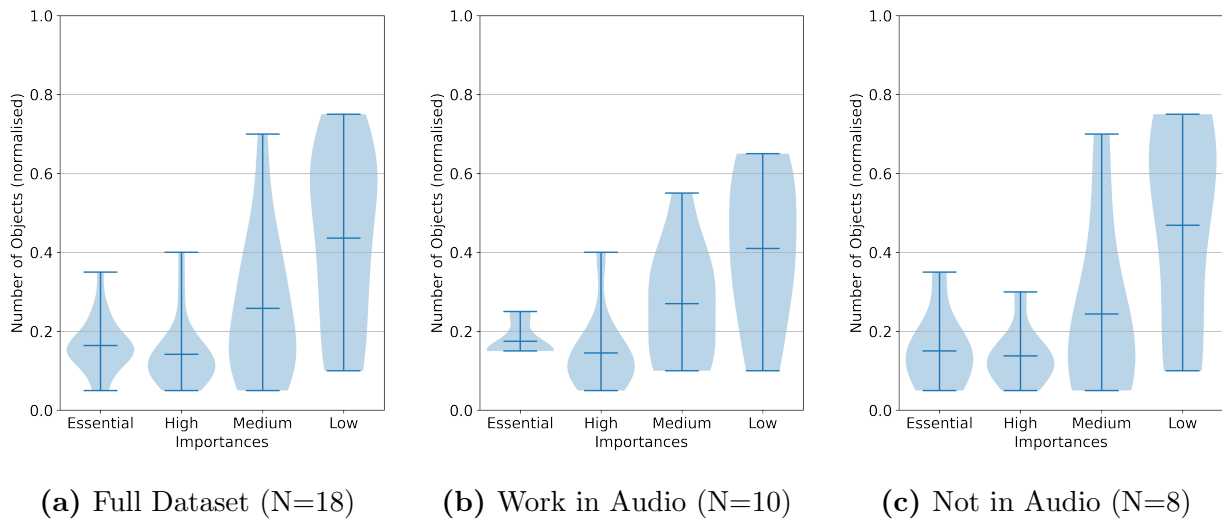 1.0
0.8
0.6
0.4
0.2
0.0
Number of Objects (normalised)
Essential High Medium Low
Importances
(a) Full Dataset (N=18)
1.0
0.8
0.6
0.4
0.2
0.0
Number of Objects (normalised)
Essential High Medium Low
Importances
(b) Work in Audio (N=10)
1.0
0.8
0.6
0.4
0.2
0.0
Number of Objects (normalised)
Essential High Medium Low
Importances
(c) Not in Audio (N=8)